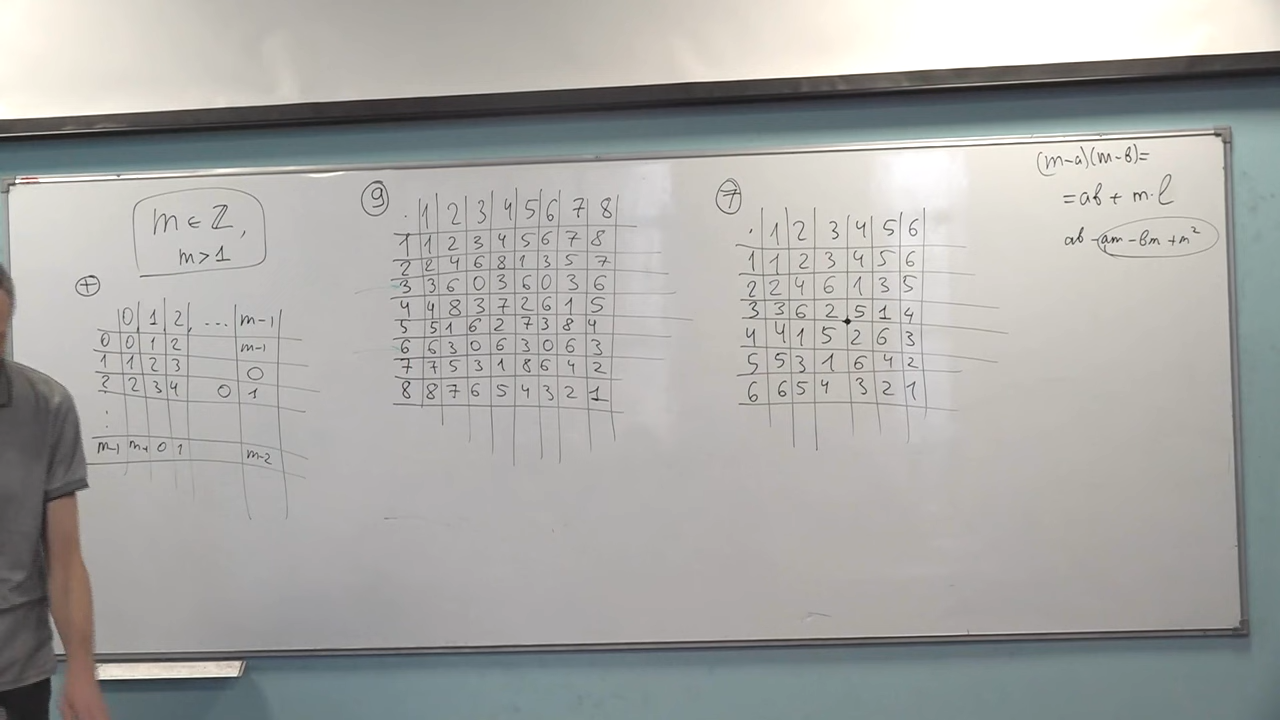 m ∈ ℤ,
m > 1
+
0 1 2 ... m-1
0 0 1 2 m-1
1 1 2 3 0
2 2 3 4 0 1
⋮
m-1 m-1 0 1 m-2
9
· 1 2 3 4 5 6 7 8
1 1 2 3 4 5 6 7 8
2 2 4 6 8 1 3 5 7
3 3 6 0 3 6 0 3 6
4 4 8 3 7 2 6 1 5
5 5 1 6 2 7 3 8 4
6 6 3 0 6 3 0 6 3
7 7 5 3 1 8 6 4 2
8 8 7 6 5 4 3 2 1
7
· 1 2 3 4 5 6
1 1 2 3 4 5 6
2 2 4 6 1 3 5
3 3 6 2 5 1 4
4 4 1 5 2 6 3
5 5 3 1 6 4 2
6 6 5 4 3 2 1
(m-a)(m-b)=
= ab + m·l
ab - am - bm + m²